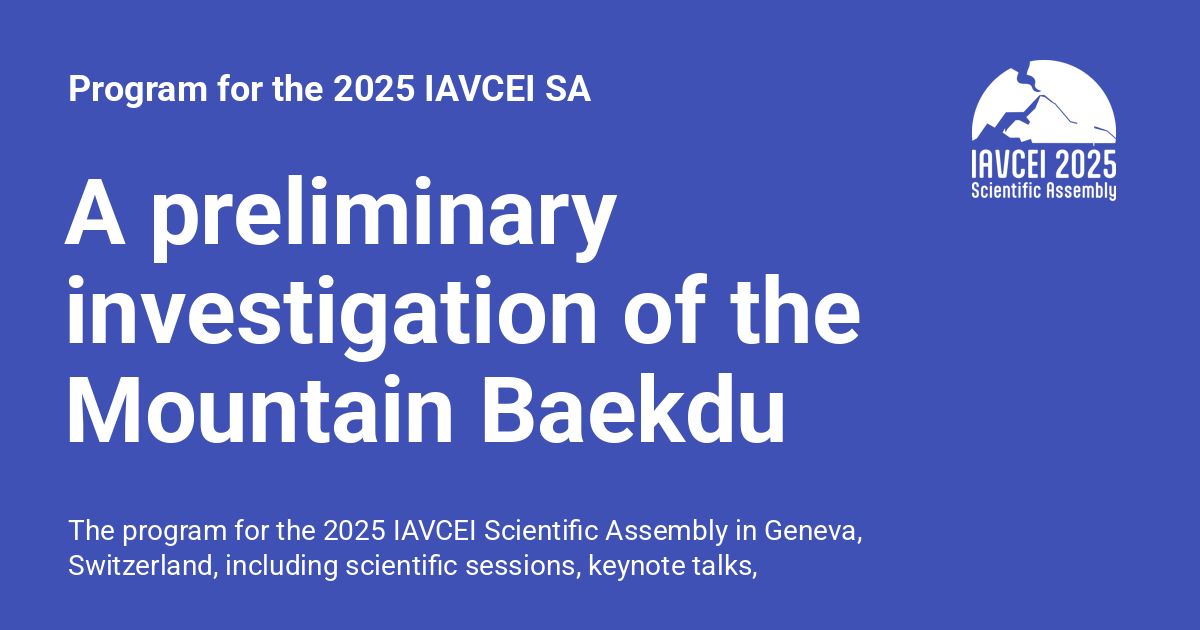 Program for the 2025 IAVCEI SA
IAVCEI 2025
Scientific Assembly
A preliminary
investigation of the
Mountain Baekdu
The program for the 2025 IAVCEI Scientific Assembly in Geneva,
Switzerland, including scientific sessions, keynote talks,